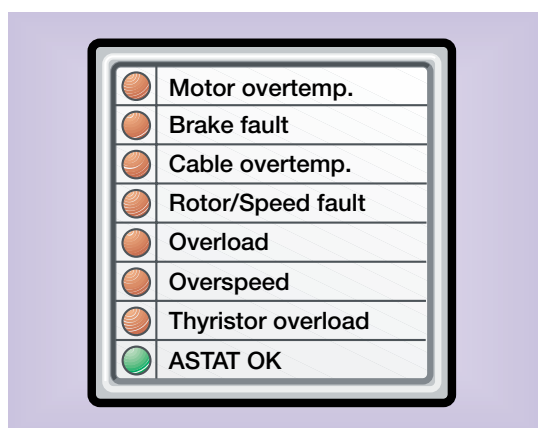 Motor overtemp.
Brake fault
Cable overtemp.
Rotor/Speed fault
Overload
Overspeed
Thyristor overload
ASTAT OK